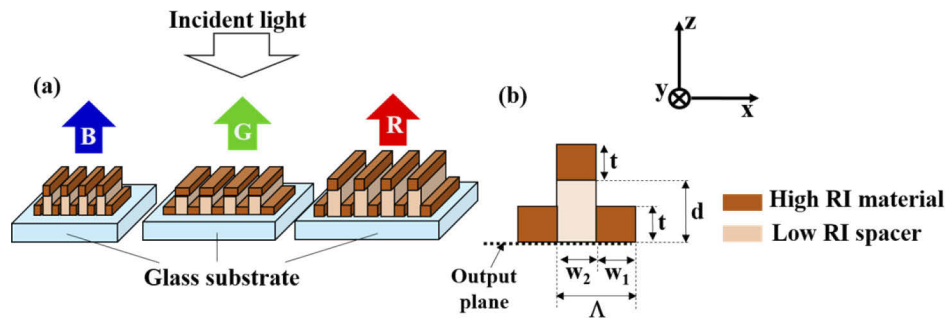 Incident light
(a)
B
G
R
Glass substrate
(b)
z
y
x
t
d
t
w₂
w₁
Λ
Output
plane
High RI material
Low RI spacer